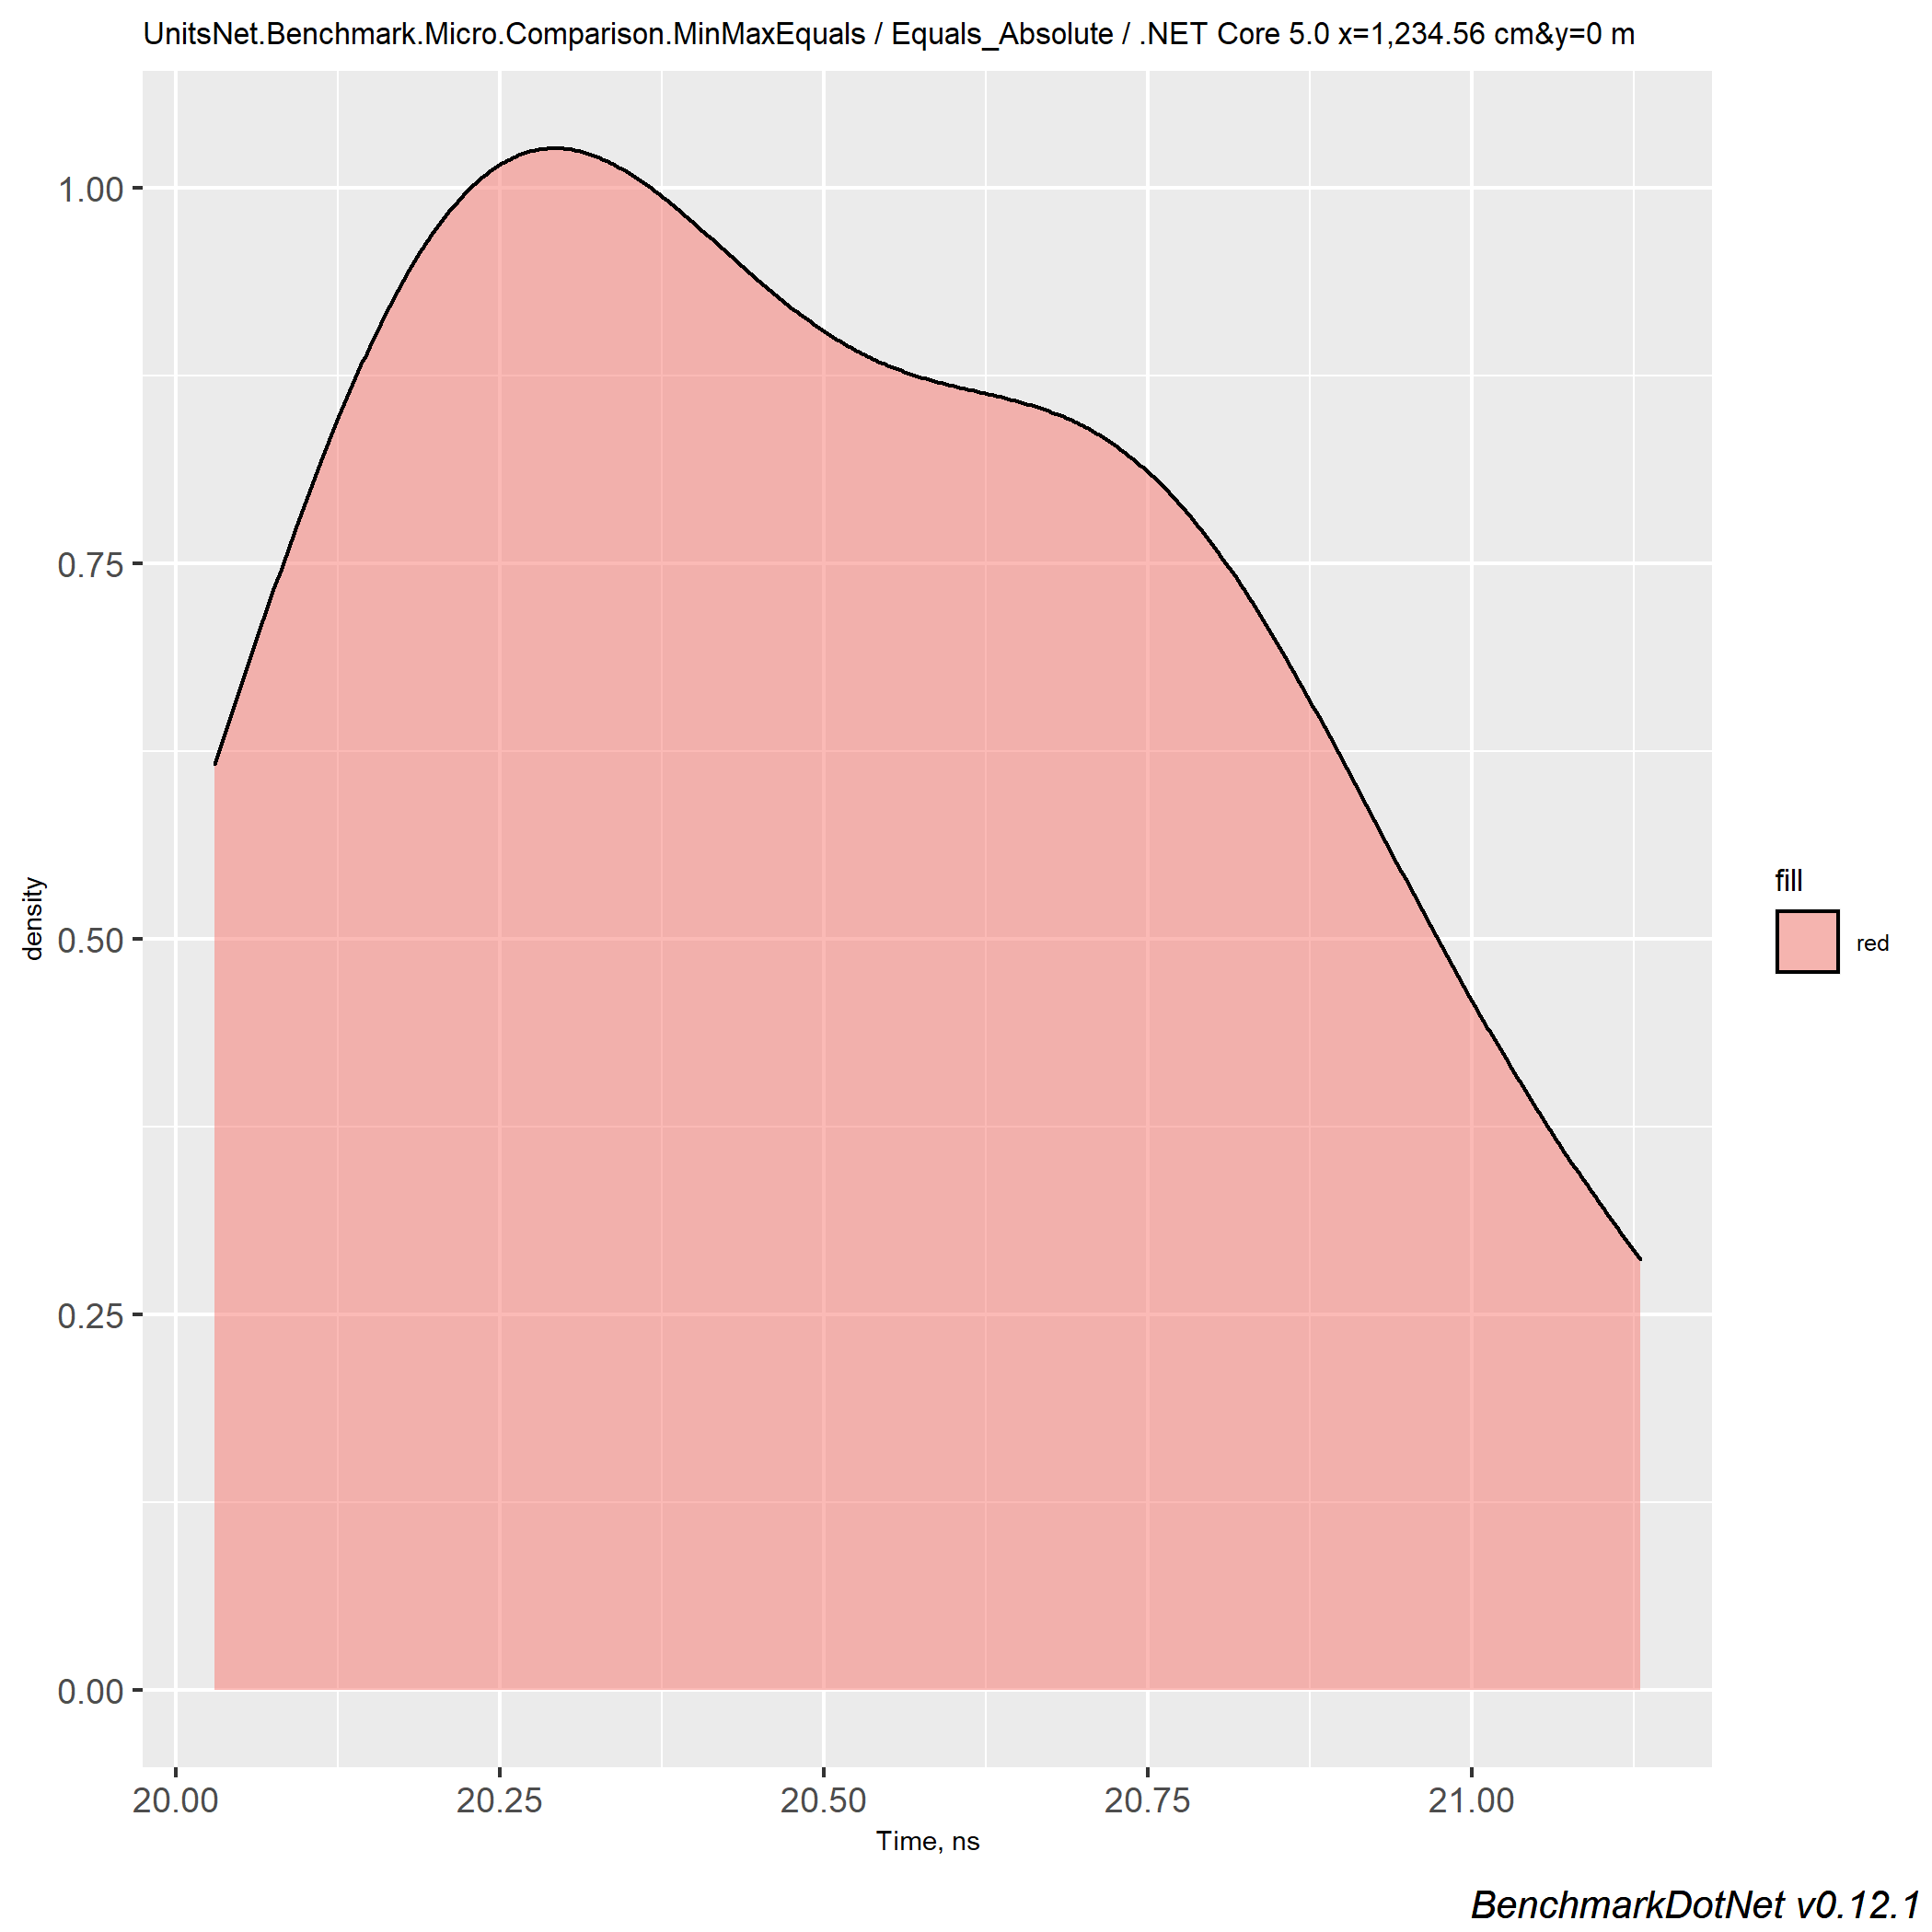 UnitsNet.Benchmark.Micro.Comparison.MinMaxEquals / Equals_Absolute / .NET Core 5.0 x=1,234.56 cm&y=0 m
1.00
0.75
0.50
0.25
0.00
density
20.00 20.25 20.50 20.75 21.00
Time, ns
fill
red
BenchmarkDotNet v0.12.1